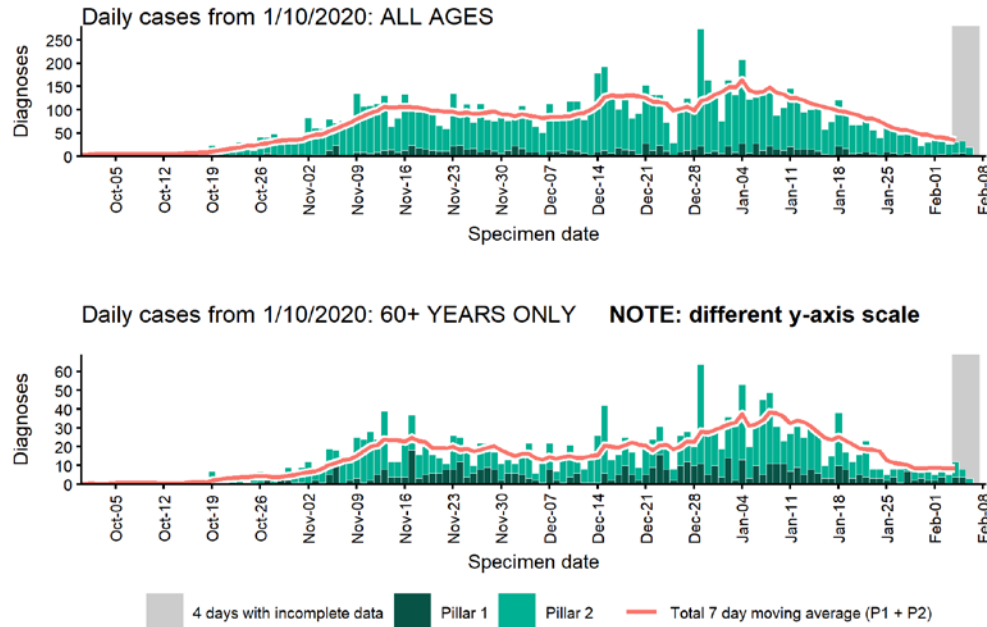 Daily cases from 1/10/2020: ALL AGES
Diagnoses
250
200
150
100
50
0
Oct-05
Oct-12
Oct-19
Oct-26
Nov-02
Nov-09
Nov-16
Nov-23
Nov-30
Dec-07
Dec-14
Dec-21
Dec-28
Jan-04
Jan-11
Jan-18
Jan-25
Feb-01
Feb-08
Specimen date
Daily cases from 1/10/2020: 60+ YEARS ONLY NOTE: different y-axis scale
Diagnoses
60
50
40
30
20
10
0
Oct-05
Oct-12
Oct-19
Oct-26
Nov-02
Nov-09
Nov-16
Nov-23
Nov-30
Dec-07
Dec-14
Dec-21
Dec-28
Jan-04
Jan-11
Jan-18
Jan-25
Feb-01
Feb-08
Specimen date
4 days with incomplete data Pillar 1 Pillar 2 Total 7 day moving average (P1 + P2)